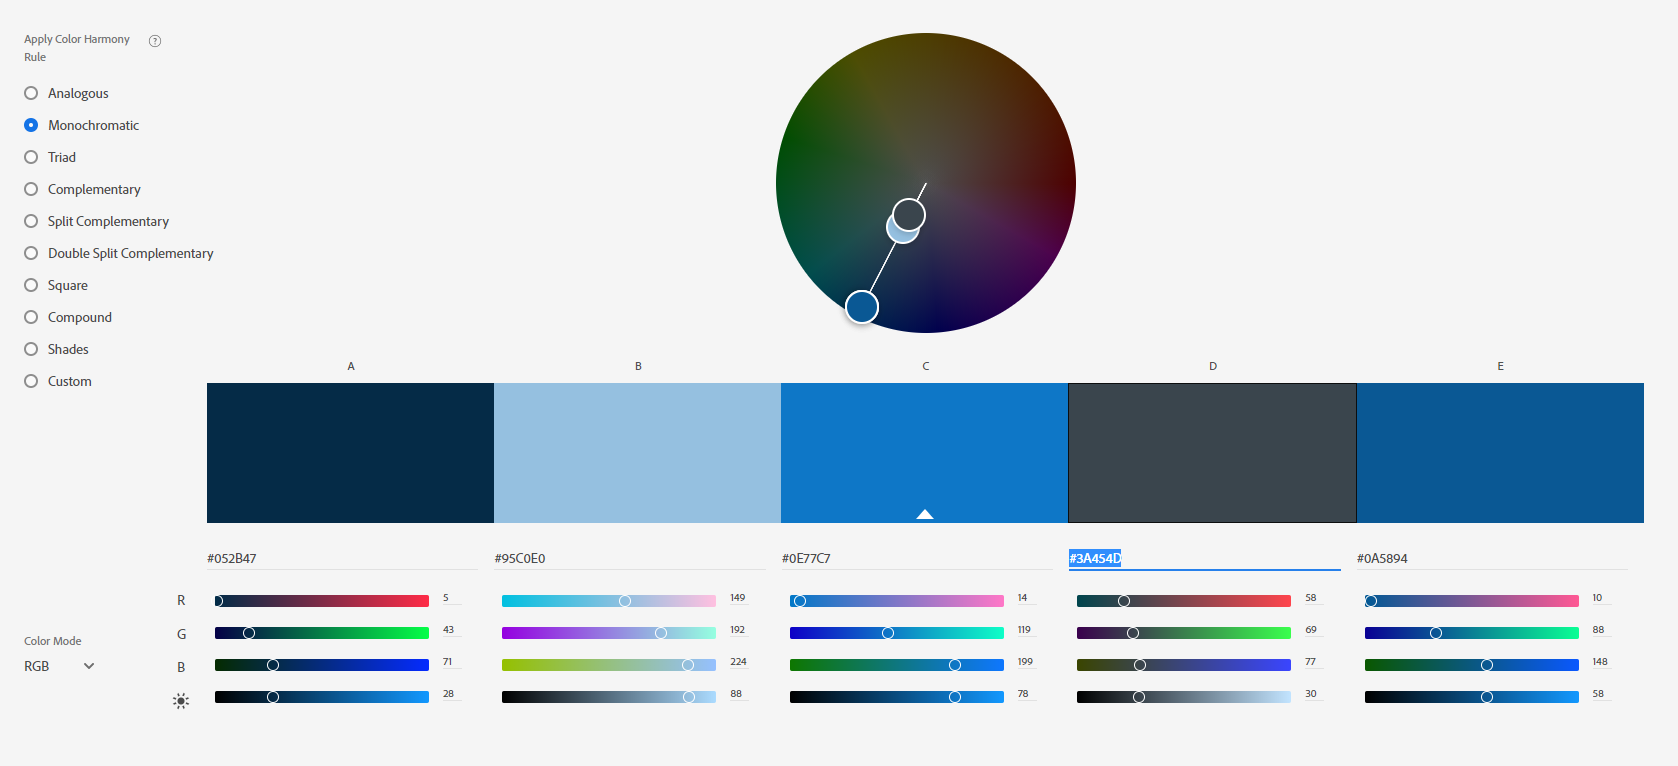 Apply Color Harmony
Rule
?
Analogous
Monochromatic
Triad
Complementary
Split Complementary
Double Split Complementary
Square
Compound
Shades
Custom
A B C D E
#052B47 #95C0E0 #0E77C7 #3A454D #0A5894
R 5 149 14 58 10
G 43 192 119 69 88
Color Mode
RGB
B 71 224 199 77 148
28 88 78 30 58